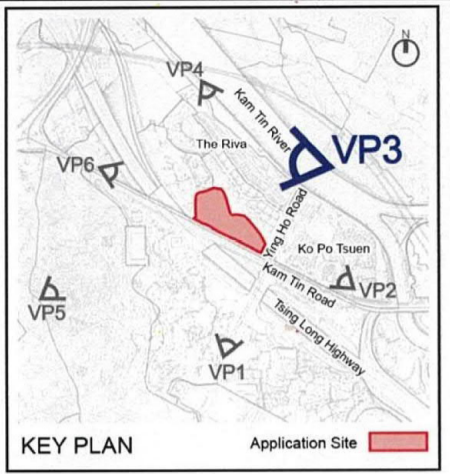 N
VP4
Kam Tin River
The Riva
VP3
VP6
Ying Ho Road
Ko Po Tsuen
Kam Tin Road
VP2
VP5
Tsing Long Highway
VP1
KEY PLAN
Application Site